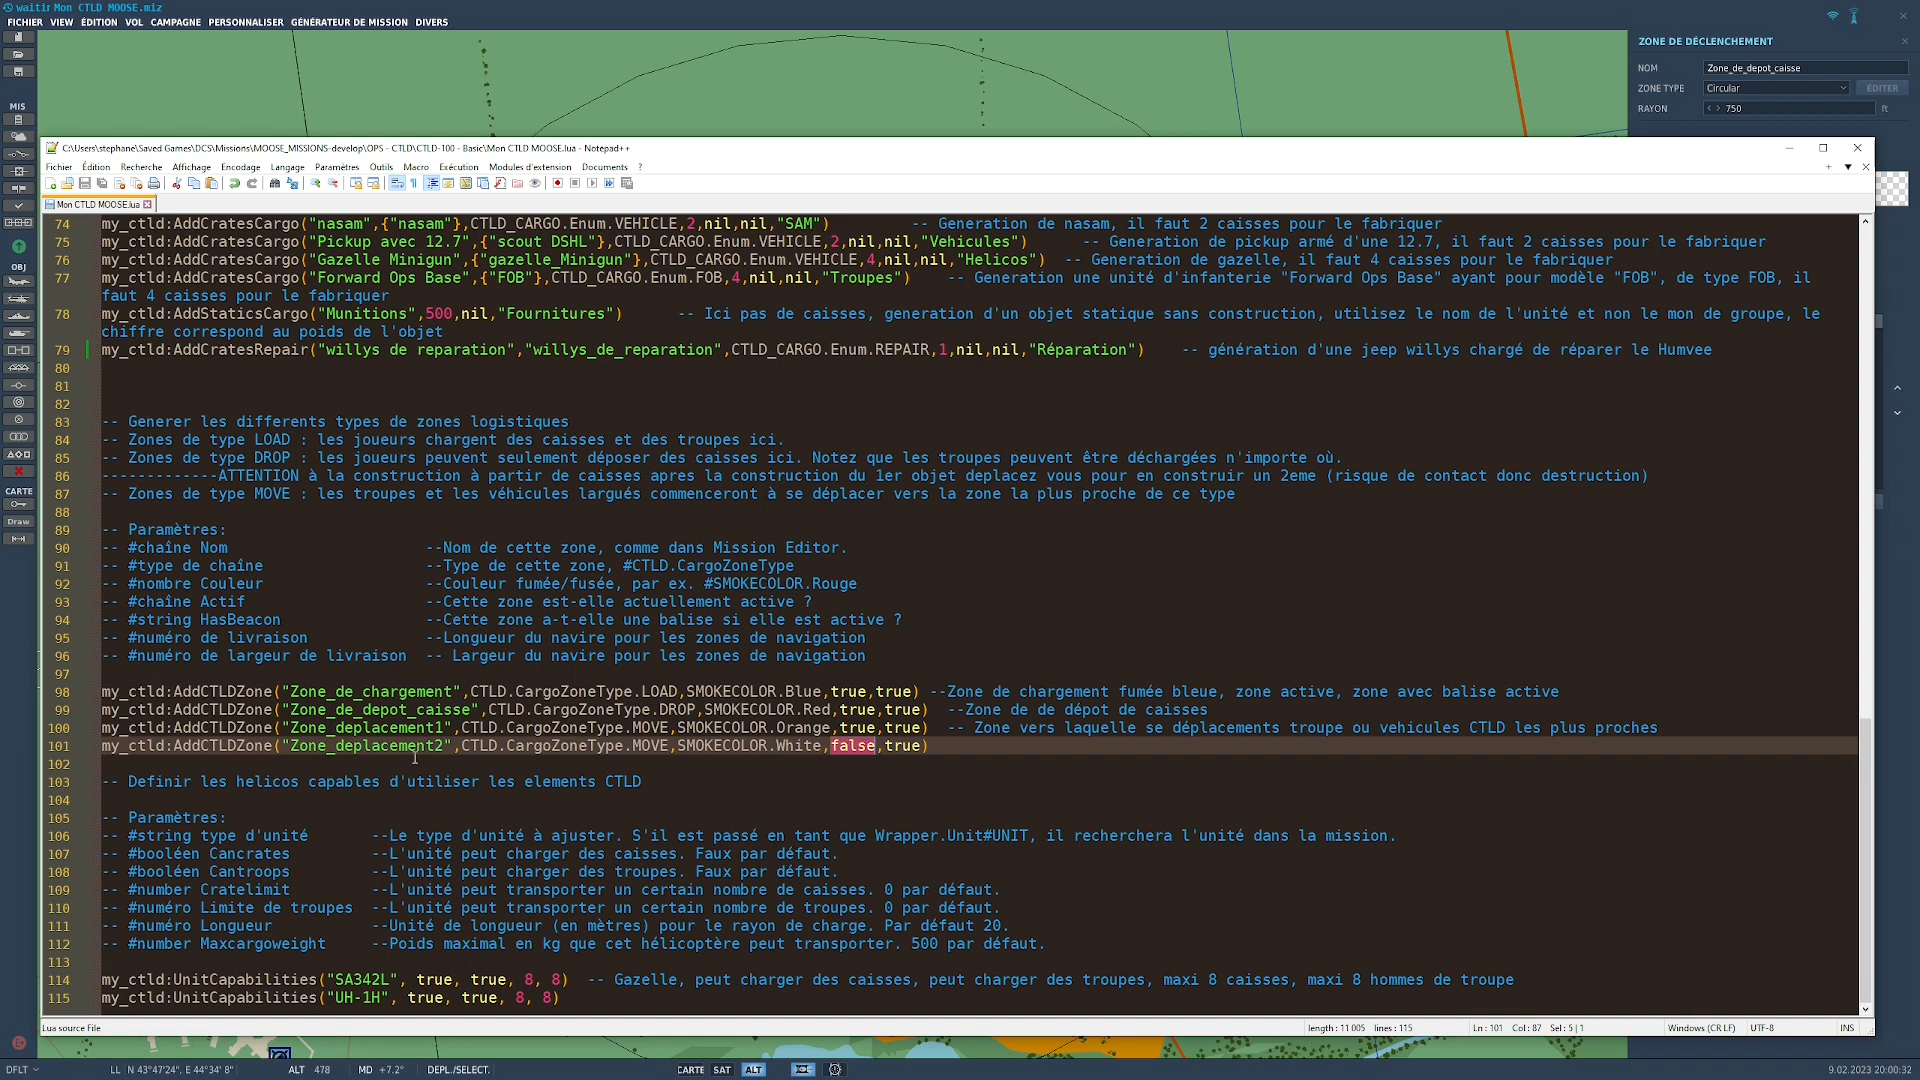 waitir Mon CTLD MOOSE.miz
FICHIER VIEW ÉDITION VOL CAMPAGNE PERSONNALISER GÉNÉRATEUR DE MISSION DIVERS
ZONE DE DÉCLENCHEMENT
NOM Zone_de_depot_caisse
ZONE TYPE Circular ÉDITER
RAYON < > 750 ft
MIS
OBJ
CARTE
Draw
C:\Users\stephane\Saved Games\DCS\Missions\MOOSE_MISSIONS-develop\OPS - CTLD\CTLD-100 - Basic\Mon CTLD MOOSE.lua - Notepad++
Fichier Édition Recherche Affichage Encodage Langage Paramètres Outils Macro Exécution Modules d'extension Documents ?
Mon CTLD MOOSE.lua
74 my_ctld:AddCratesCargo("nasam",{"nasam"},CTLD_CARGO.Enum.VEHICLE,2,nil,nil,"SAM") -- Generation de nasam, il faut 2 caisses pour le fabriquer
75 my_ctld:AddCratesCargo("Pickup avec 12.7",{"scout DSHL"},CTLD_CARGO.Enum.VEHICLE,2,nil,nil,"Vehicules") -- Generation de pickup armé d'une 12.7, il faut 2 caisses pour le fabriquer
76 my_ctld:AddCratesCargo("Gazelle Minigun",{"gazelle_Minigun"},CTLD_CARGO.Enum.VEHICLE,4,nil,nil,"Helicos") -- Generation de gazelle, il faut 4 caisses pour le fabriquer
77 my_ctld:AddCratesCargo("Forward Ops Base",{"FOB"},CTLD_CARGO.Enum.FOB,4,nil,nil,"Troupes") -- Generation une unité d'infanterie "Forward Ops Base" ayant pour modèle "FOB", de type FOB, il
faut 4 caisses pour le fabriquer
78 my_ctld:AddStaticsCargo("Munitions",500,nil,"Fournitures") -- Ici pas de caisses, generation d'un objet statique sans construction, utilisez le nom de l'unité et non le mon de groupe, le
chiffre correspond au poids de l'objet
79 my_ctld:AddCratesRepair("willys de reparation","willys_de_reparation",CTLD_CARGO.Enum.REPAIR,1,nil,nil,"Réparation") -- génération d'une jeep willys chargé de réparer le Humvee
80
81
82
83 -- Generer les differents types de zones logistiques
84 -- Zones de type LOAD : les joueurs chargent des caisses et des troupes ici.
85 -- Zones de type DROP : les joueurs peuvent seulement déposer des caisses ici. Notez que les troupes peuvent être déchargées n'importe où.
86 -------------ATTENTION à la construction à partir de caisses apres la construction du 1er objet deplacez vous pour en construir un 2eme (risque de contact donc destruction)
87 -- Zones de type MOVE : les troupes et les véhicules largués commenceront à se déplacer vers la zone la plus proche de ce type
88
89 -- Paramètres:
90 -- #chaîne Nom --Nom de cette zone, comme dans Mission Editor.
91 -- #type de chaîne --Type de cette zone, #CTLD.CargoZoneType
92 -- #nombre Couleur --Couleur fumée/fusée, par ex. #SMOKECOLOR.Rouge
93 -- #chaîne Actif --Cette zone est-elle actuellement active ?
94 -- #string HasBeacon --Cette zone a-t-elle une balise si elle est active ?
95 -- #numéro de livraison --Longueur du navire pour les zones de navigation
96 -- #numéro de largeur de livraison -- Largeur du navire pour les zones de navigation
97
98 my_ctld:AddCTLDZone("Zone_de_chargement",CTLD.CargoZoneType.LOAD,SMOKECOLOR.Blue,true,true) --Zone de chargement fumée bleue, zone active, zone avec balise active
99 my_ctld:AddCTLDZone("Zone_de_depot_caisse",CTLD.CargoZoneType.DROP,SMOKECOLOR.Red,true,true) --Zone de de dépot de caisses
100 my_ctld:AddCTLDZone("Zone_deplacement1",CTLD.CargoZoneType.MOVE,SMOKECOLOR.Orange,true,true) -- Zone vers laquelle se déplacements troupe ou vehicules CTLD les plus proches
101 my_ctld:AddCTLDZone("Zone_deplacement2",CTLD.CargoZoneType.MOVE,SMOKECOLOR.White,false,true)
102
103 -- Definir les helicos capables d'utiliser les elements CTLD
104
105 -- Paramètres:
106 -- #string type d'unité --Le type d'unité à ajuster. S'il est passé en tant que Wrapper.Unit#UNIT, il recherchera l'unité dans la mission.
107 -- #booléen Cancrates --L'unité peut charger des caisses. Faux par défaut.
108 -- #booléen Cantroops --L'unité peut charger des troupes. Faux par défaut.
109 -- #number Cratelimit --L'unité peut transporter un certain nombre de caisses. 0 par défaut.
110 -- #numéro Limite de troupes --L'unité peut transporter un certain nombre de troupes. 0 par défaut.
111 -- #numéro Longueur --Unité de longueur (en mètres) pour le rayon de charge. Par défaut 20.
112 -- #number Maxcargoweight --Poids maximal en kg que cet hélicoptère peut transporter. 500 par défaut.
113
114 my_ctld:UnitCapabilities("SA342L", true, true, 8, 8) -- Gazelle, peut charger des caisses, peut charger des troupes, maxi 8 caisses, maxi 8 hommes de troupe
115 my_ctld:UnitCapabilities("UH-1H", true, true, 8, 8)
Lua source File length : 11 005 lines : 115 Ln : 101 Col : 87 Sel : 5 | 1 Windows (CR LF) UTF-8 INS
DFLT LL N 43°47'24", E 44°34' 8" ALT 478 MD +7.2° DEPL./SELECT. CARTE SAT ALT 9.02.2023 20:00:32